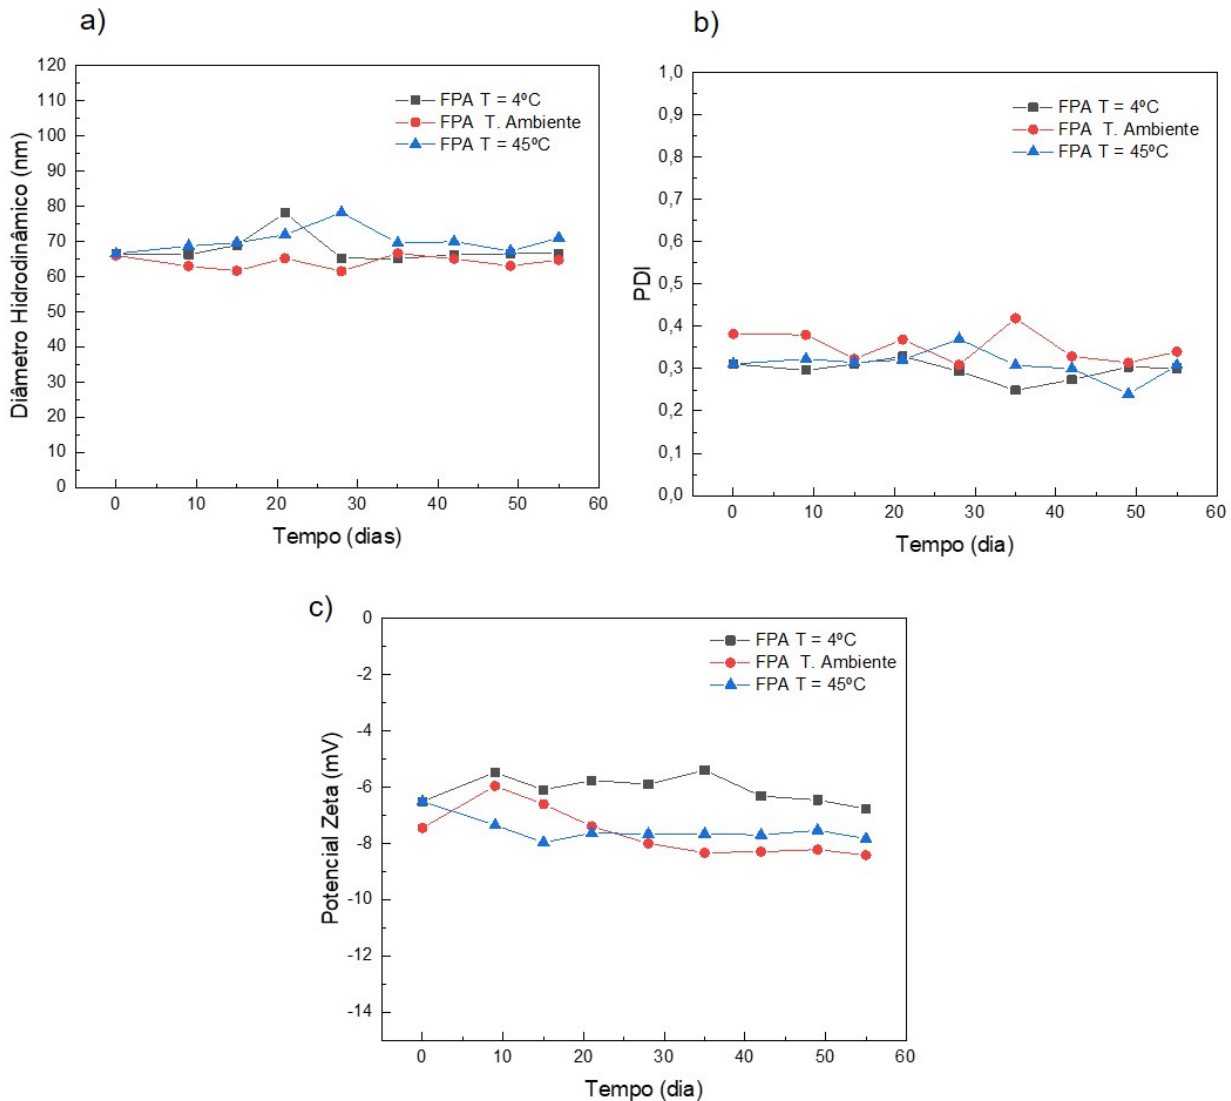 a)
Diâmetro Hidrodinâmico (nm)
120
110
100
90
80
70
60
50
40
30
20
10
0
FPA T = 4ºC
FPA T. Ambiente
FPA T = 45ºC
0 10 20 30 40 50 60
Tempo (dias)
b)
PDI
1,0
0,9
0,8
0,7
0,6
0,5
0,4
0,3
0,2
0,1
0,0
FPA T = 4ºC
FPA T. Ambiente
FPA T = 45ºC
0 10 20 30 40 50 60
Tempo (dia)
c)
Potencial Zeta (mV)
0
-2
-4
-6
-8
-10
-12
-14
FPA T = 4ºC
FPA T. Ambiente
FPA T = 45ºC
0 10 20 30 40 50 60
Tempo (dia)